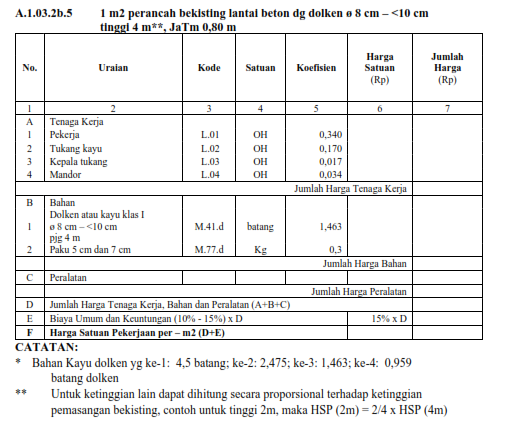 A.1.03.2b.5 1 m2 perancah bekisting lantai beton dg dolken ø 8 cm – <10 cm
tinggi 4 m**, JaTm 0,80 m
No. Uraian Kode Satuan Koefisien Harga Satuan (Rp) Jumlah Harga (Rp)
1 2 3 4 5 6 7
A Tenaga Kerja
1 Pekerja L.01 OH 0,340
2 Tukang kayu L.02 OH 0,170
3 Kepala tukang L.03 OH 0,017
4 Mandor L.04 OH 0,034
Jumlah Harga Tenaga Kerja
B Bahan
Dolken atau kayu klas I
1 ø 8 cm – <10 cm M.41.d batang 1,463
pjg 4 m
2 Paku 5 cm dan 7 cm M.77.d Kg 0,3
Jumlah Harga Bahan
C Peralatan
Jumlah Harga Peralatan
D Jumlah Harga Tenaga Kerja, Bahan dan Peralatan (A+B+C)
E Biaya Umum dan Keuntungan (10% - 15%) x D 15% x D
F Harga Satuan Pekerjaan per – m2 (D+E)
CATATAN:
* Bahan Kayu dolken yg ke-1: 4,5 batang; ke-2: 2,475; ke-3: 1,463; ke-4: 0,959
batang dolken
** Untuk ketinggian lain dapat dihitung secara proporsional terhadap ketinggian
pemasangan bekisting, contoh untuk tinggi 2m, maka HSP (2m) = 2/4 x HSP (4m)